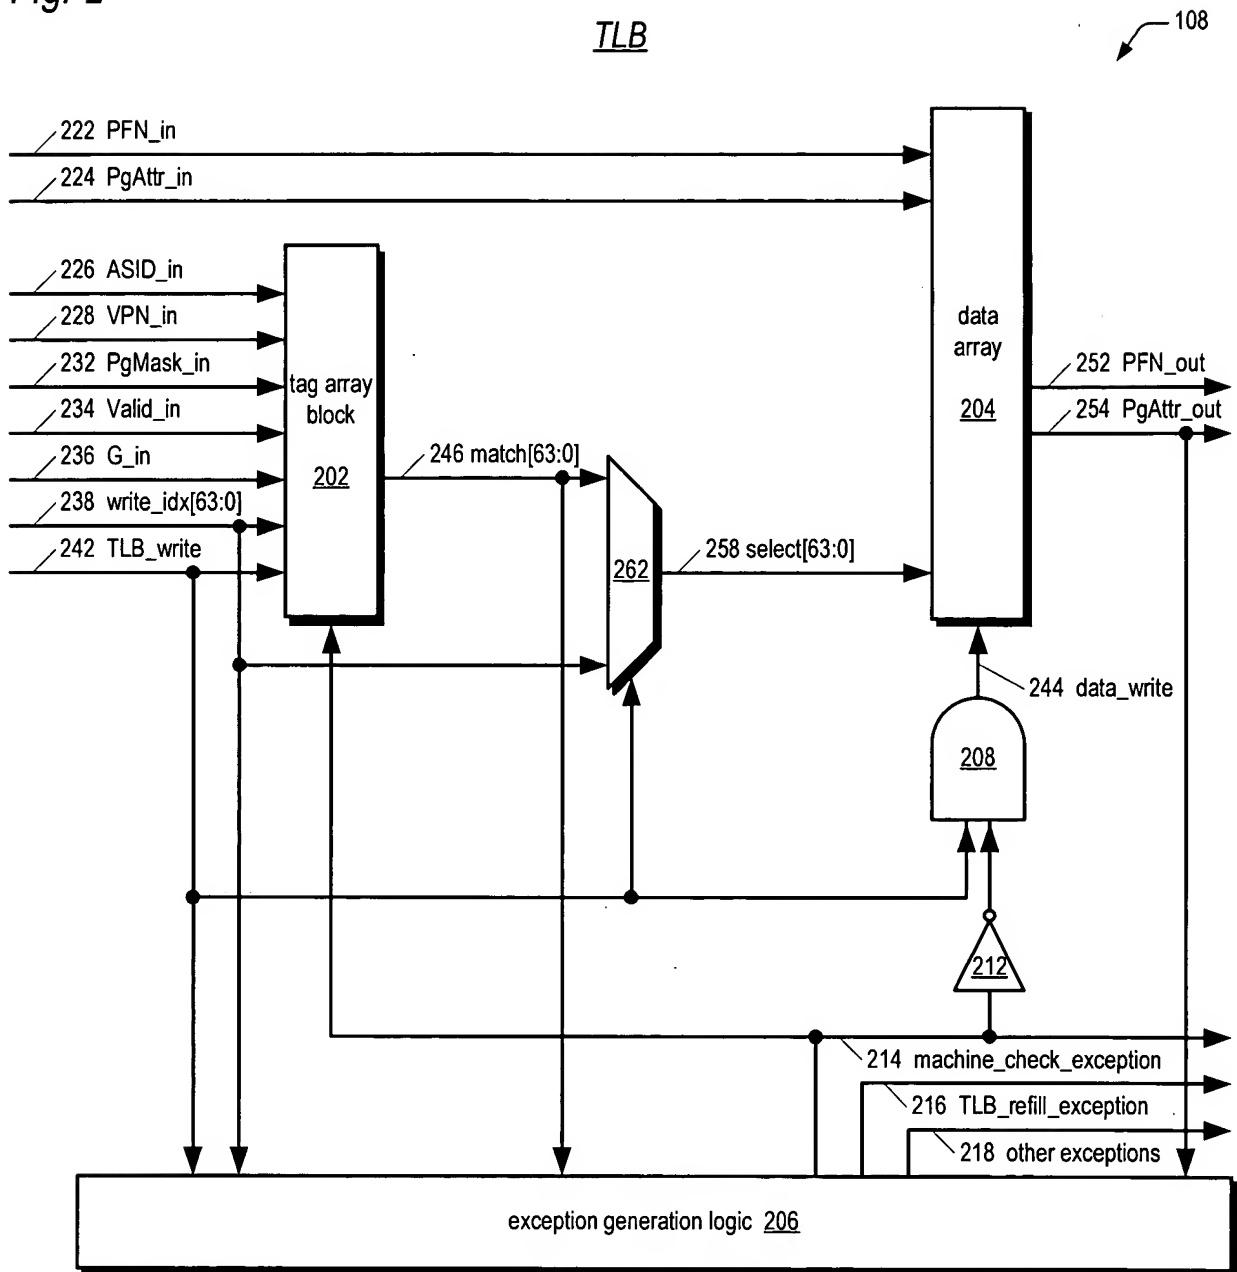 TLB
108
222 PFN_in
224 PgAttr_in
226 ASID_in
228 VPN_in
232 PgMask_in
234 Valid_in
236 G_in
238 write_idx[63:0]
242 TLB_write
tag array
block
202
246 match[63:0]
262
258 select[63:0]
data
array
204
252 PFN_out
254 PgAttr_out
244 data_write
208
212
214 machine_check_exception
216 TLB_refill_exception
218 other exceptions
exception generation logic 206